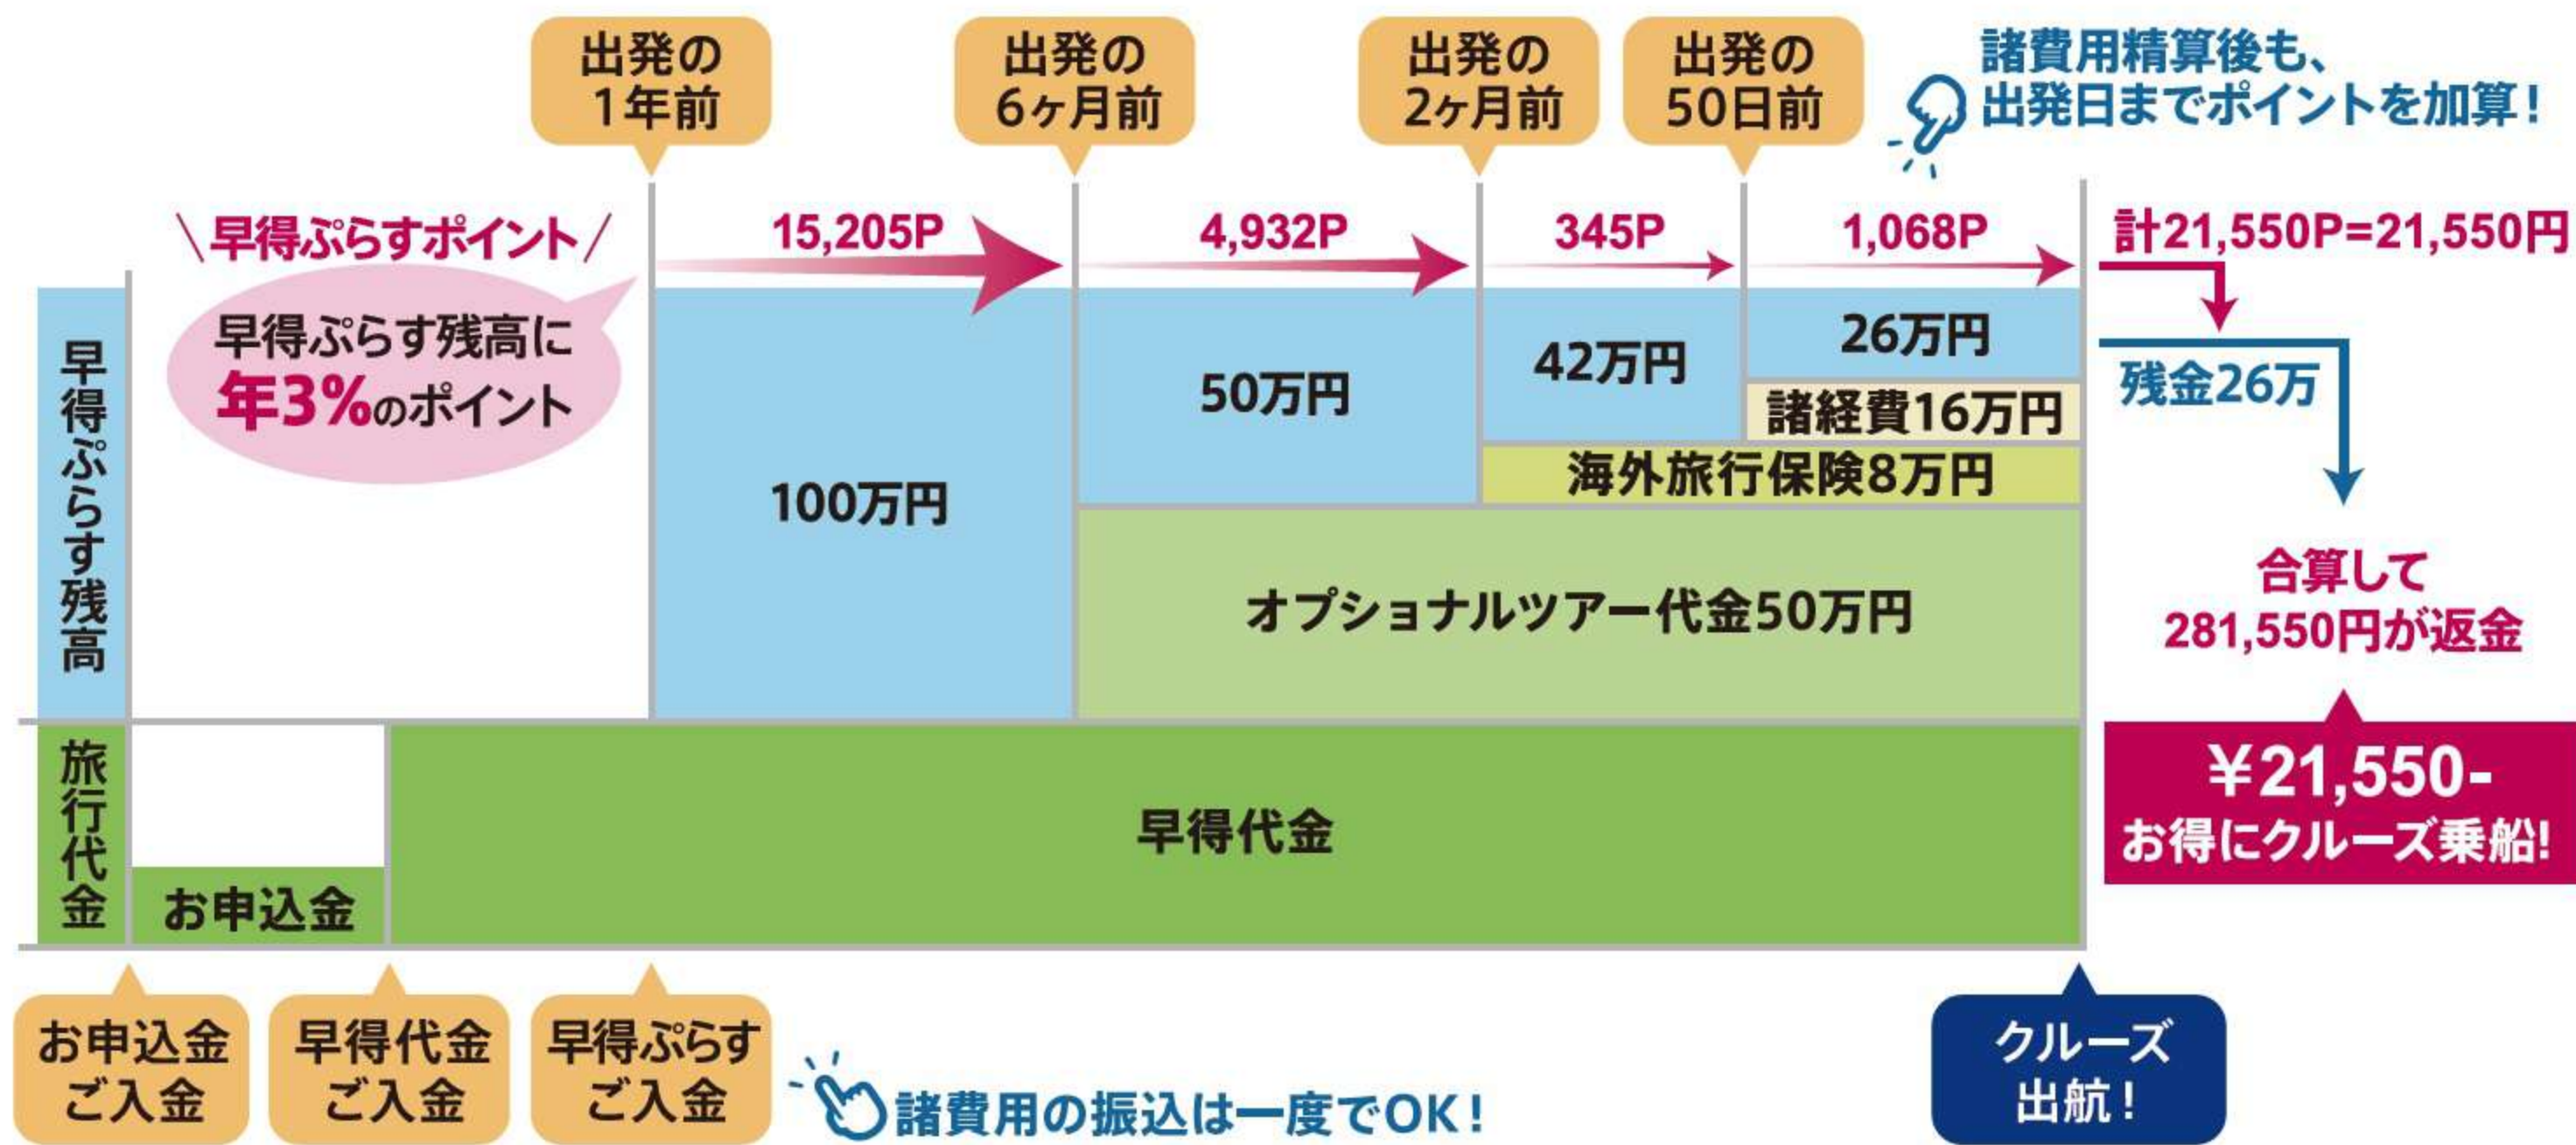 出発の
1年前
出発の
6ヶ月前
出発の
2ヶ月前
出発の
50日前
諸費用精算後も、
出発日までポイントを加算!
早得ぷらすポイント
早得ぷらす残高に
年3%のポイント
15,205P
4,932P
345P
1,068P
計21,550P=21,550円
早得ぷらす残高
100万円
50万円
42万円
26万円
諸経費16万円
海外旅行保険8万円
オプショナルツアー代金50万円
残金26万
合算して
281,550円が返金
旅行代金
お申込金
早得代金
¥21,550-
お得にクルーズ乗船!
お申込金
ご入金
早得代金
ご入金
早得ぷらす
ご入金
諸費用の振込は一度でOK!
クルーズ
出航!